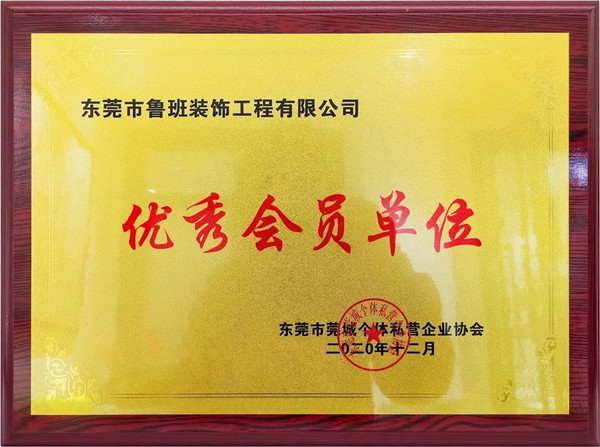 东莞市鲁班装饰工程有限公司
优秀会员单位
东莞市莞城个体私营企业协会
二0二0年十二月